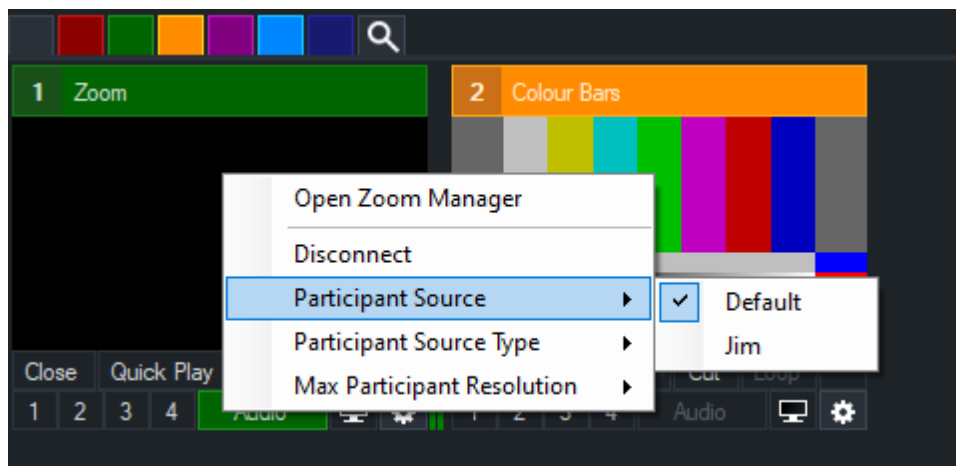 1 Zoom
2 Colour Bars
Open Zoom Manager
Disconnect
Participant Source
Participant Source Type
Max Participant Resolution
Default
Jim
Close Quick Play
Cut Loop
1 2 3 4 Audio
1 2 3 4 Audio